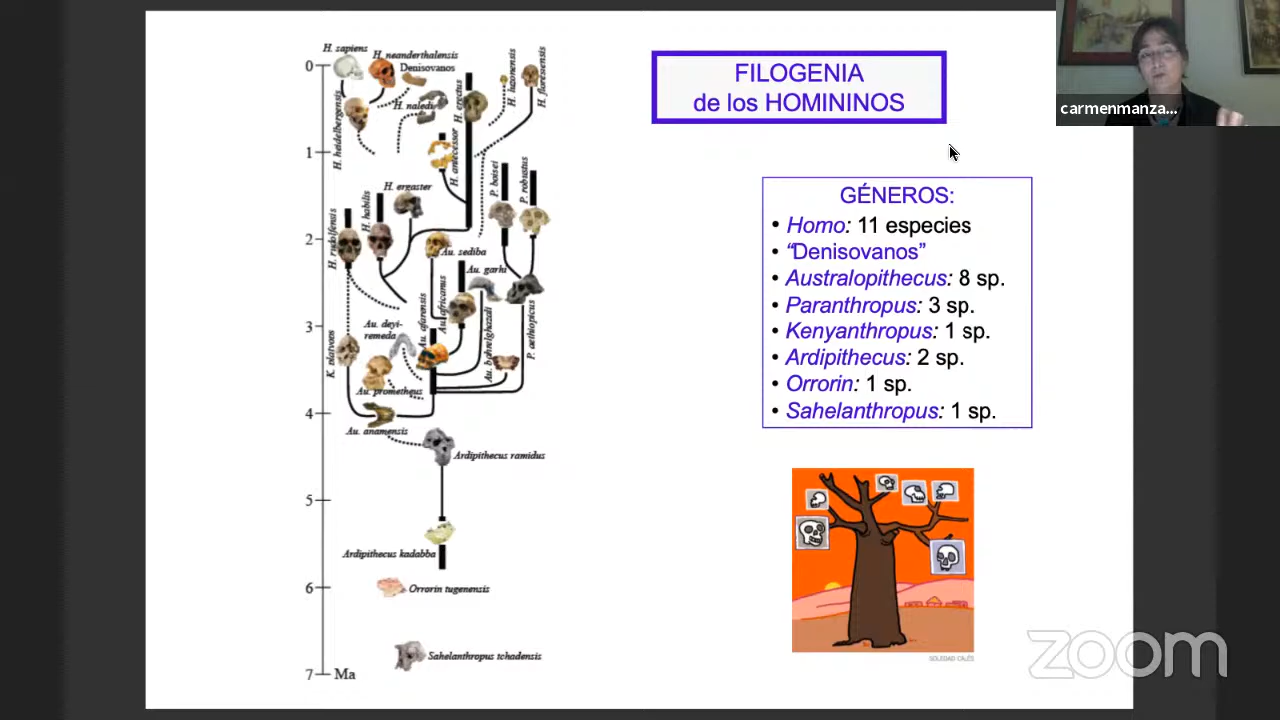 FILOGENIA
de los HOMININOS
carmenmanza...
GÉNEROS:
• Homo: 11 especies
• “Denisovanos”
• Australopithecus: 8 sp.
• Paranthropus: 3 sp.
• Kenyanthropus: 1 sp.
• Ardipithecus: 2 sp.
• Orrorin: 1 sp.
• Sahelanthropus: 1 sp.
H. sapiens
H. neanderthalensis
Denisovanos
H. naledi
H. heidelbergensis
H. erectus
H. luzonensis
H. floresiensis
H. antecessor
H. ergaster
P. boisei
P. robustus
H. rudolfensis
H. habilis
Au. sediba
Au. garhi
Au. africanus
Au. afarensis
Au. deyi-
remeda
K. platyops
Au. prometheus
Au. bahrelghazali
P. aethiopicus
Au. anamensis
Ardipithecus ramidus
Ardipithecus kadabba
Orrorin tugenensis
Sahelanthropus tchadensis
0
1
2
3
4
5
6
7 Ma
SOLEDAD CALÉS
zoom